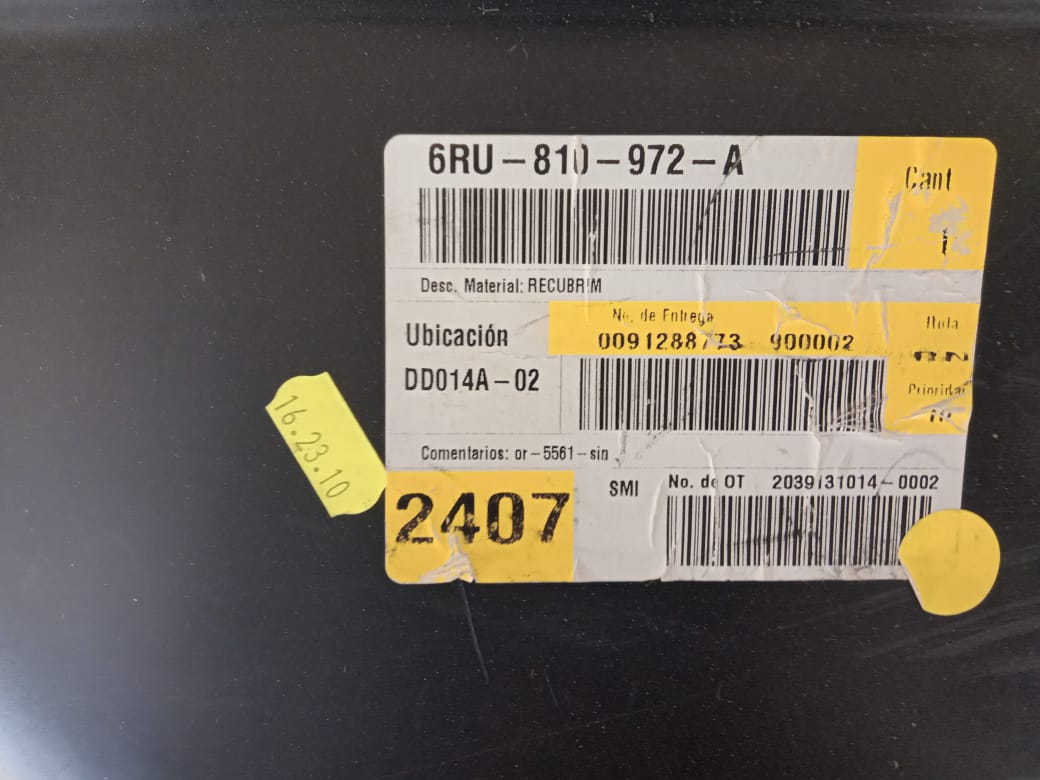 6RU-810-972-A
Cant
1
Desc. Material: RECUBRIM
Ubicación
No. de Entrega
0091288773 900002
DD014A-02
Prioridad
Comentarios: or-5561-sin
2407
SMI
No. de OT 2039131014-0002
16.23.10